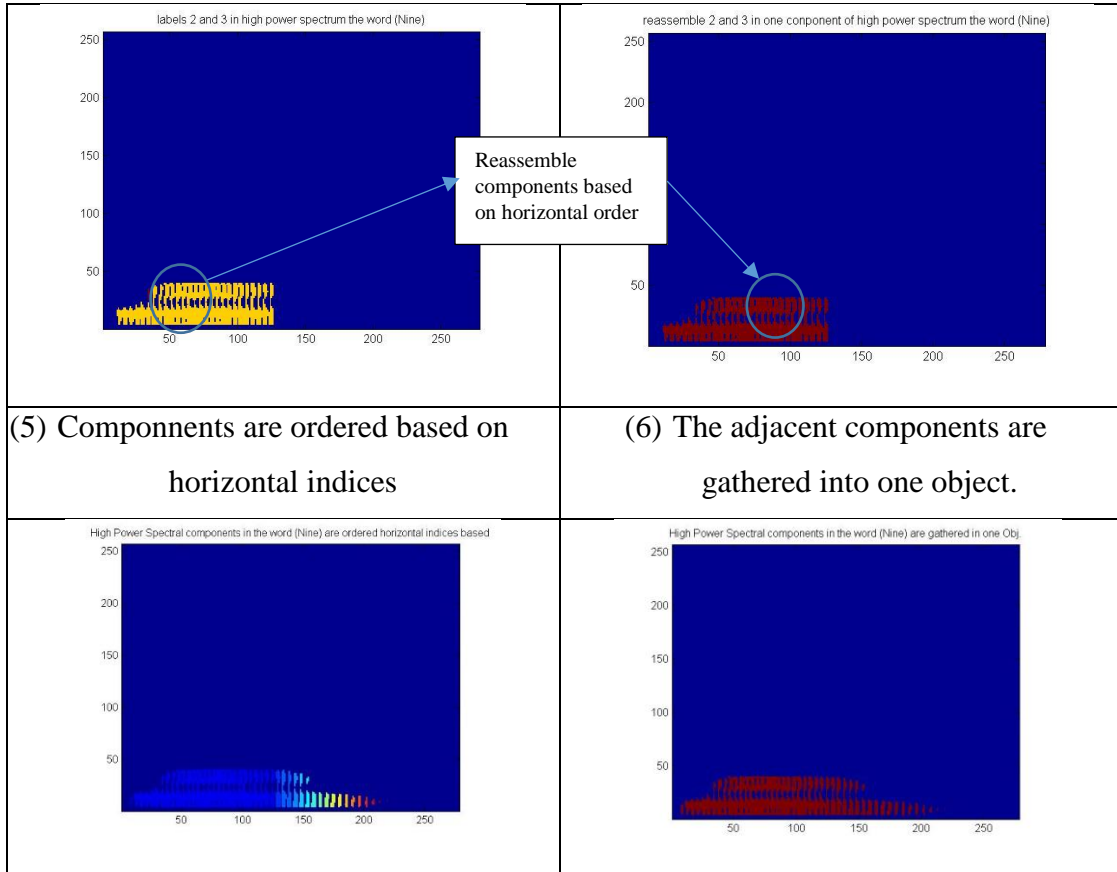 labels 2 and 3 in high power spectrum the word (Nine)
250
200
150
100
50
50 100 150 200 250
reassemble 2 and 3 in one conponent of high power spectrum the word (Nine)
250
200
150
100
50
50 100 150 200 250
Reassemble
components based
on horizontal order
(5) Componnents are ordered based on
horizontal indices
(6) The adjacent components are
gathered into one object.
High Power Spectral components in the word (Nine) are ordered horizontal indices based
250
200
150
100
50
50 100 150 200 250
High Power Spectral components in the word (Nine) are gathered in one Obj.
250
200
150
100
50
50 100 150 200 250